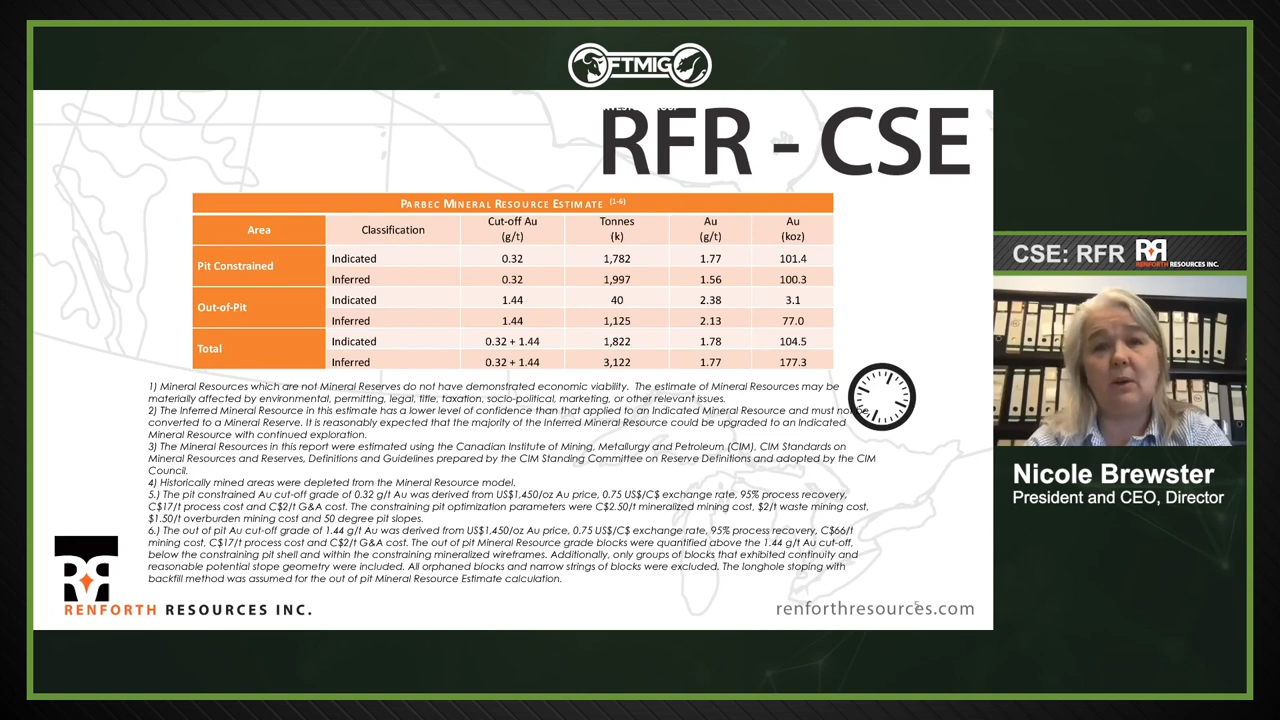 FTMIG
RFR - CSE
PARBEC MINERAL RESOURCE ESTIMATE (1-6)
Area Classification Cut-off Au (g/t) Tonnes (k) Au (g/t) Au (koz)
Pit Constrained Indicated 0.32 1,782 1.77 101.4
Inferred 0.32 1,997 1.56 100.3
Out-of-Pit Indicated 1.44 40 2.38 3.1
Inferred 1.44 1,125 2.13 77.0
Total Indicated 0.32 + 1.44 1,822 1.78 104.5
Inferred 0.32 + 1.44 3,122 1.77 177.3
1) Mineral Resources which are not Mineral Reserves do not have demonstrated economic viability. The estimate of Mineral Resources may be
materially affected by environmental, permitting, legal, title, taxation, socio-political, marketing, or other relevant issues.
2) The Inferred Mineral Resource in this estimate has a lower level of confidence than that applied to an Indicated Mineral Resource and must not be
converted to a Mineral Reserve. It is reasonably expected that the majority of the Inferred Mineral Resource could be upgraded to an Indicated
Mineral Resource with continued exploration.
3) The Mineral Resources in this report were estimated using the Canadian Institute of Mining, Metallurgy and Petroleum (CIM), CIM Standards on
Mineral Resources and Reserves, Definitions and Guidelines prepared by the CIM Standing Committee on Reserve Definitions and adopted by the CIM
Council.
4) Historically mined areas were depleted from the Mineral Resource model.
5.) The pit constrained Au cut-off grade of 0.32 g/t Au was derived from US$1,450/oz Au price, 0.75 US$/C$ exchange rate, 95% process recovery,
C$17/t process cost and C$2/t G&A cost. The constraining pit optimization parameters were C$2.50/t mineralized mining cost, $2/t waste mining cost,
$1.50/t overburden mining cost and 50 degree pit slopes.
6.) The out of pit Au cut-off grade of 1.44 g/t Au was derived from US$1,450/oz Au price, 0.75 US$/C$ exchange rate, 95% process recovery, C$66/t
mining cost, C$17/t process cost and C$2/t G&A cost. The out of pit Mineral Resource grade blocks were quantified above the 1.44 g/t Au cut-off,
below the constraining pit shell and within the constraining mineralized wireframes. Additionally, only groups of blocks that exhibited continuity and
reasonable potential stope geometry were included. All orphaned blocks and narrow strings of blocks were excluded. The longhole stoping with
backfill method was assumed for the out of pit Mineral Resource Estimate calculation.
RENFORTH RESOURCES INC.
renforthresources.com
CSE: RFR
RENFORTH RESOURCES INC.
Nicole Brewster
President and CEO, Director